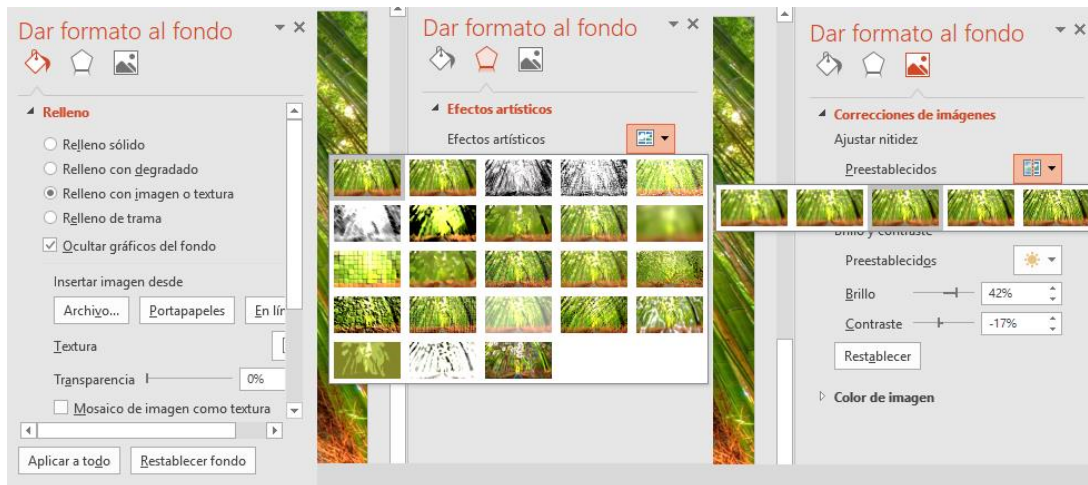 Dar formato al fondo
Relleno
Relleno sólido
Relleno con degradado
Relleno con imagen o textura
Relleno de trama
Ocultar gráficos del fondo
Insertar imagen desde
Archivo...
Portapapeles
En lín
Textura
Transparencia
0%
Mosaico de imagen como textura
Aplicar a todo
Restablecer fondo
Dar formato al fondo
Efectos artísticos
Efectos artísticos
Dar formato al fondo
Correcciones de imágenes
Ajustar nitidez
Preestablecidos
Brillo y contraste
Preestablecidos
Brillo
42%
Contraste
-17%
Restablecer
Color de imagen